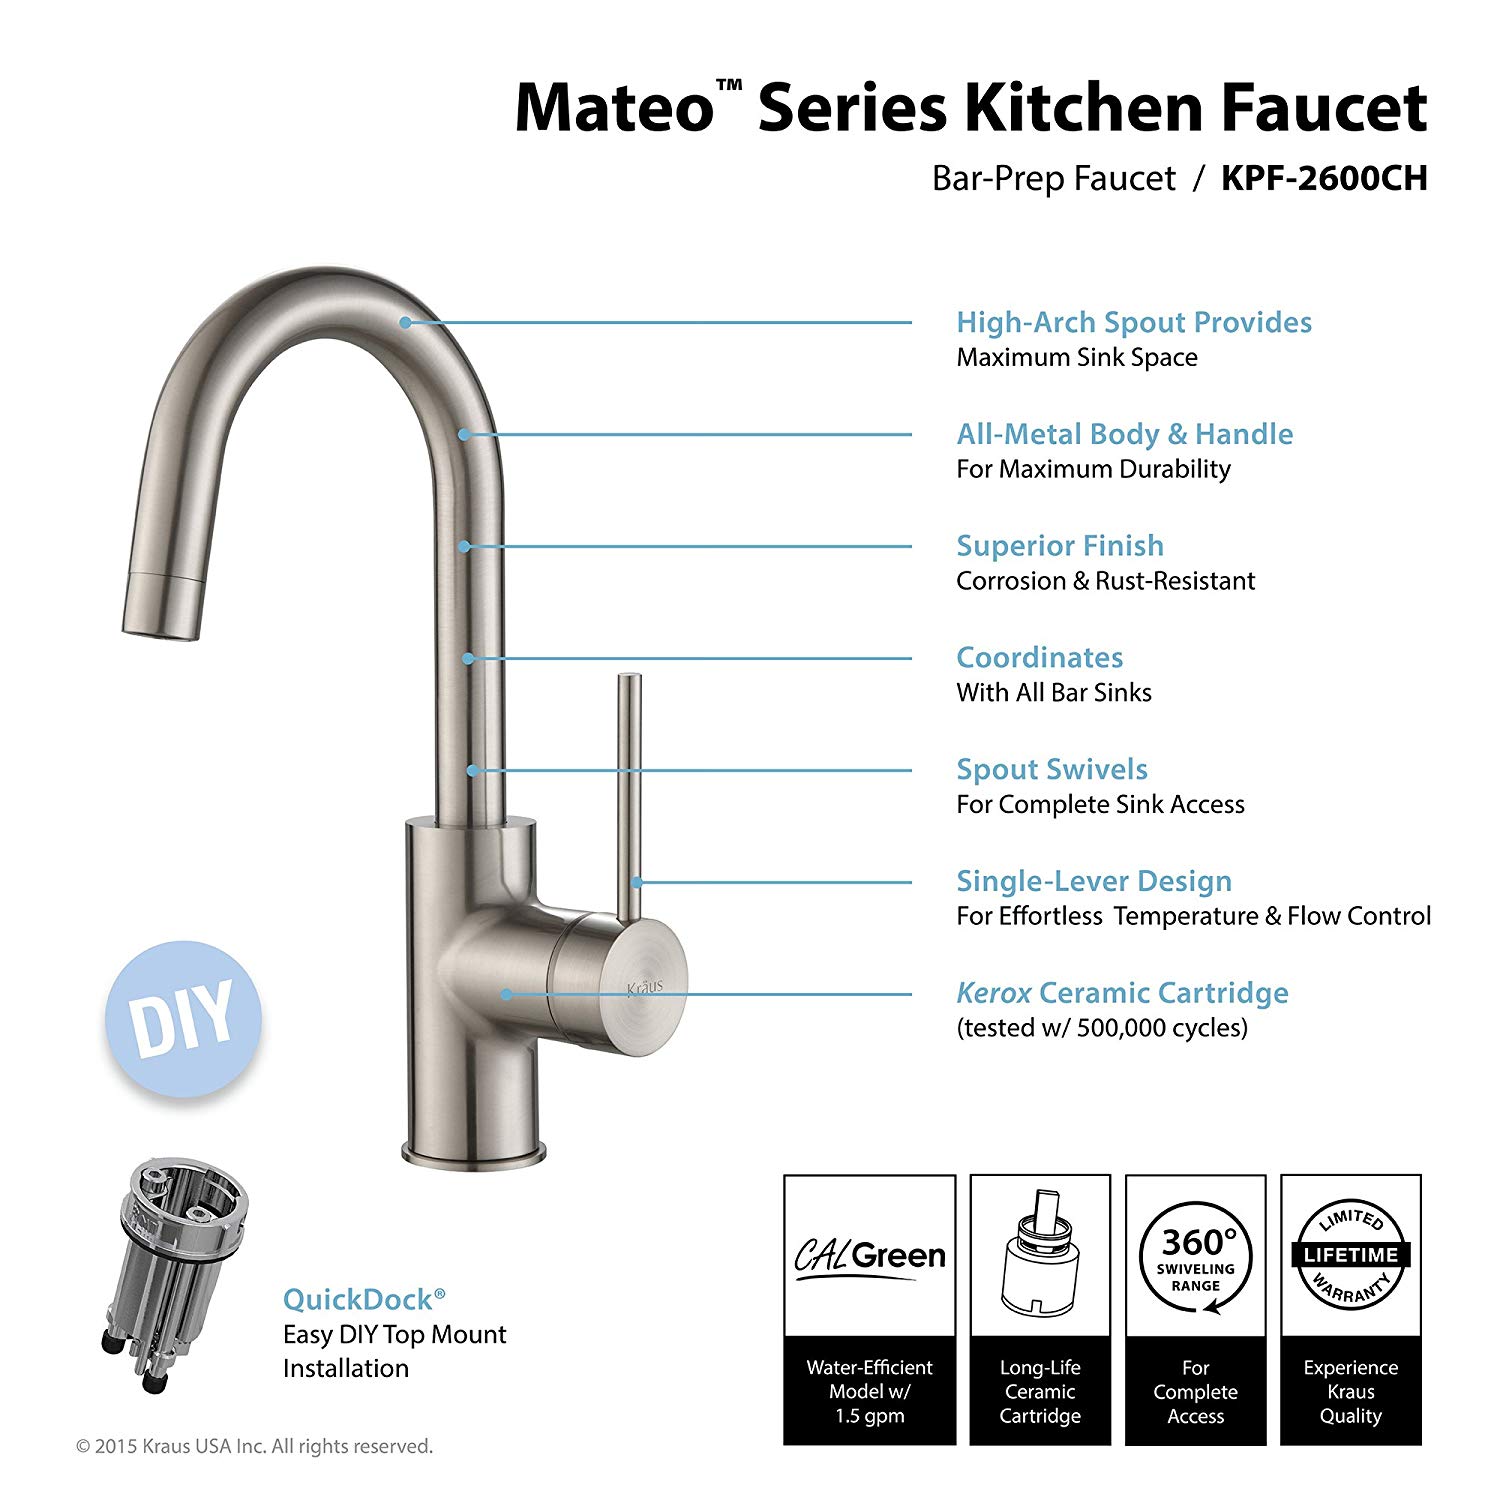 Mateo™ Series Kitchen Faucet
Bar-Prep Faucet / KPF-2600CH
High-Arch Spout Provides
Maximum Sink Space
All-Metal Body & Handle
For Maximum Durability
Superior Finish
Corrosion & Rust-Resistant
Coordinates
With All Bar Sinks
Spout Swivels
For Complete Sink Access
Single-Lever Design
For Effortless Temperature & Flow Control
Kerox Ceramic Cartridge
(tested w/ 500,000 cycles)
Kräus
DIY
QuickDock®
Easy DIY Top Mount
Installation
CALGreen
Water-Efficient
Model w/
1.5 gpm
Long-Life
Ceramic
Cartridge
360°
SWIVELING
RANGE
For
Complete
Access
LIMITED
LIFETIME
WARRANTY
Experience
Kraus
Quality
© 2015 Kraus USA Inc. All rights reserved.